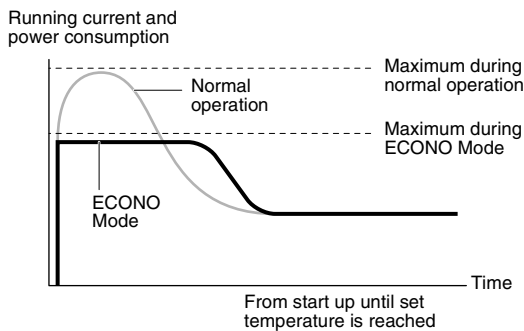 Running current and
power consumption
Maximum during
normal operation
Normal
operation
Maximum during
ECONO Mode
ECONO
Mode
Time
From start up until set
temperature is reached